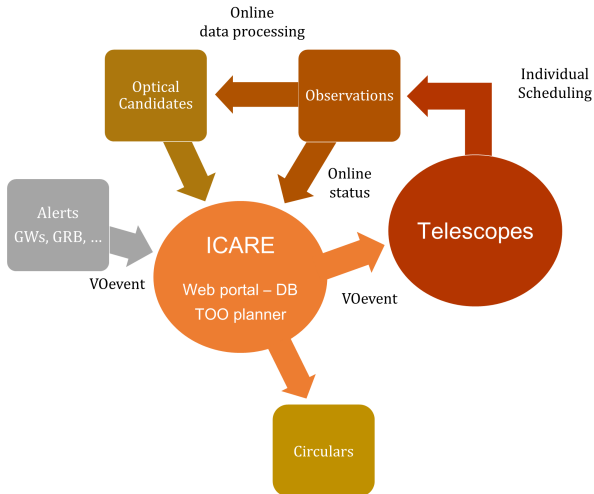 Online
data processing
Optical
Candidates
Observations
Individual
Scheduling
Online
status
Alerts
GWs, GRB, ...
VOevent
ICARE
Web portal – DB
TOO planner
VOevent
Telescopes
Circulars